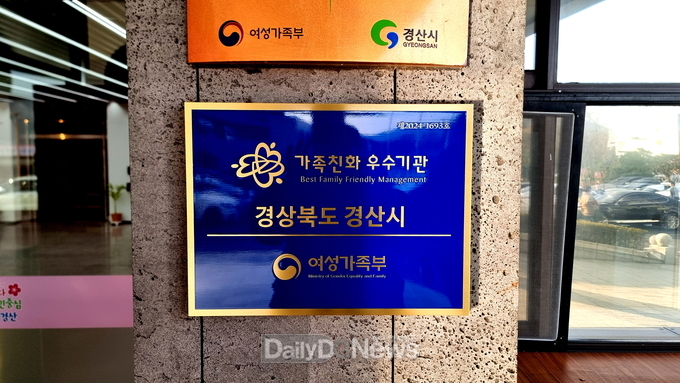 여성가족부
경산시
GYEONGSAN
제2024-1693호
가족친화 우수기관
Best Family Friendly Management
경상북도 경산시
여성가족부
Ministry of Gender Equality and Family
경산
DailyD News